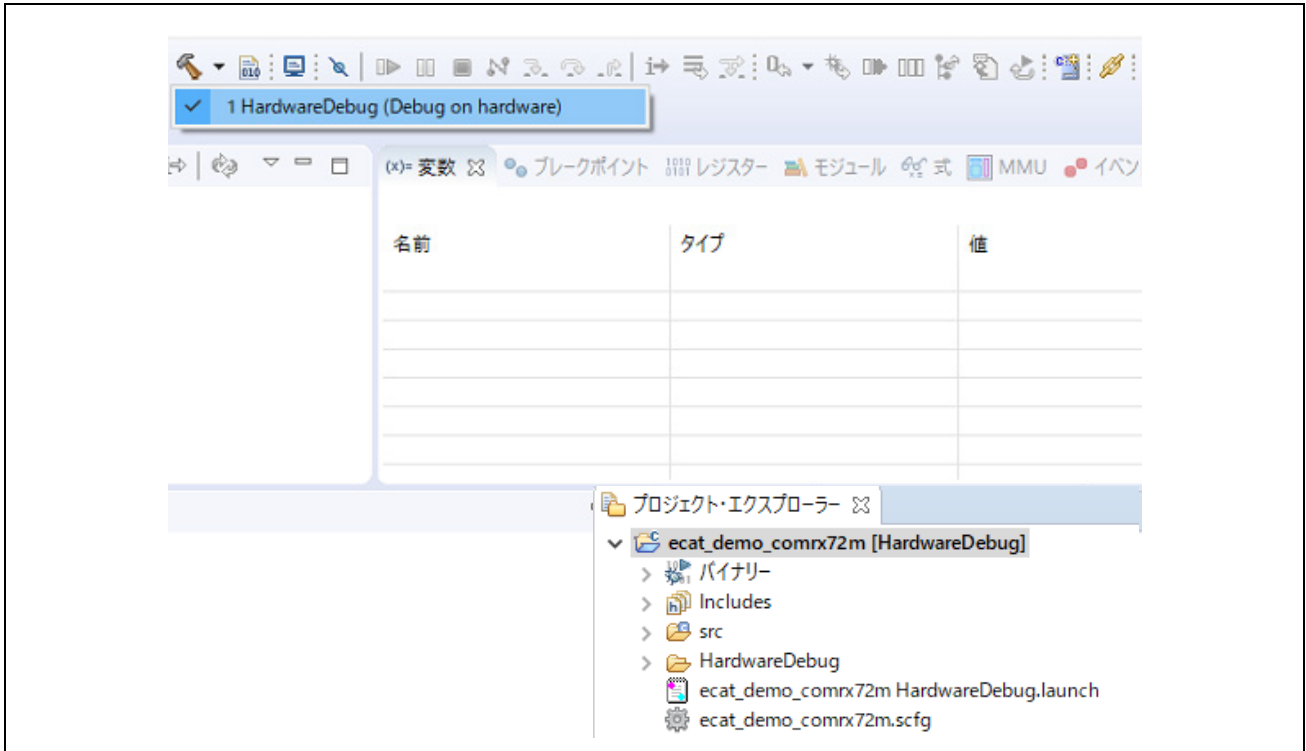 1 HardwareDebug (Debug on hardware)
(x)= 変数 ブレークポイント レジスター モジュール 式 MMU イベン
名前 タイプ 値
プロジェクト・エクスプローラー
ecat_demo_comrx72m [HardwareDebug]
バイナリー
Includes
src
HardwareDebug
ecat_demo_comrx72m HardwareDebug.launch
ecat_demo_comrx72m.scfg